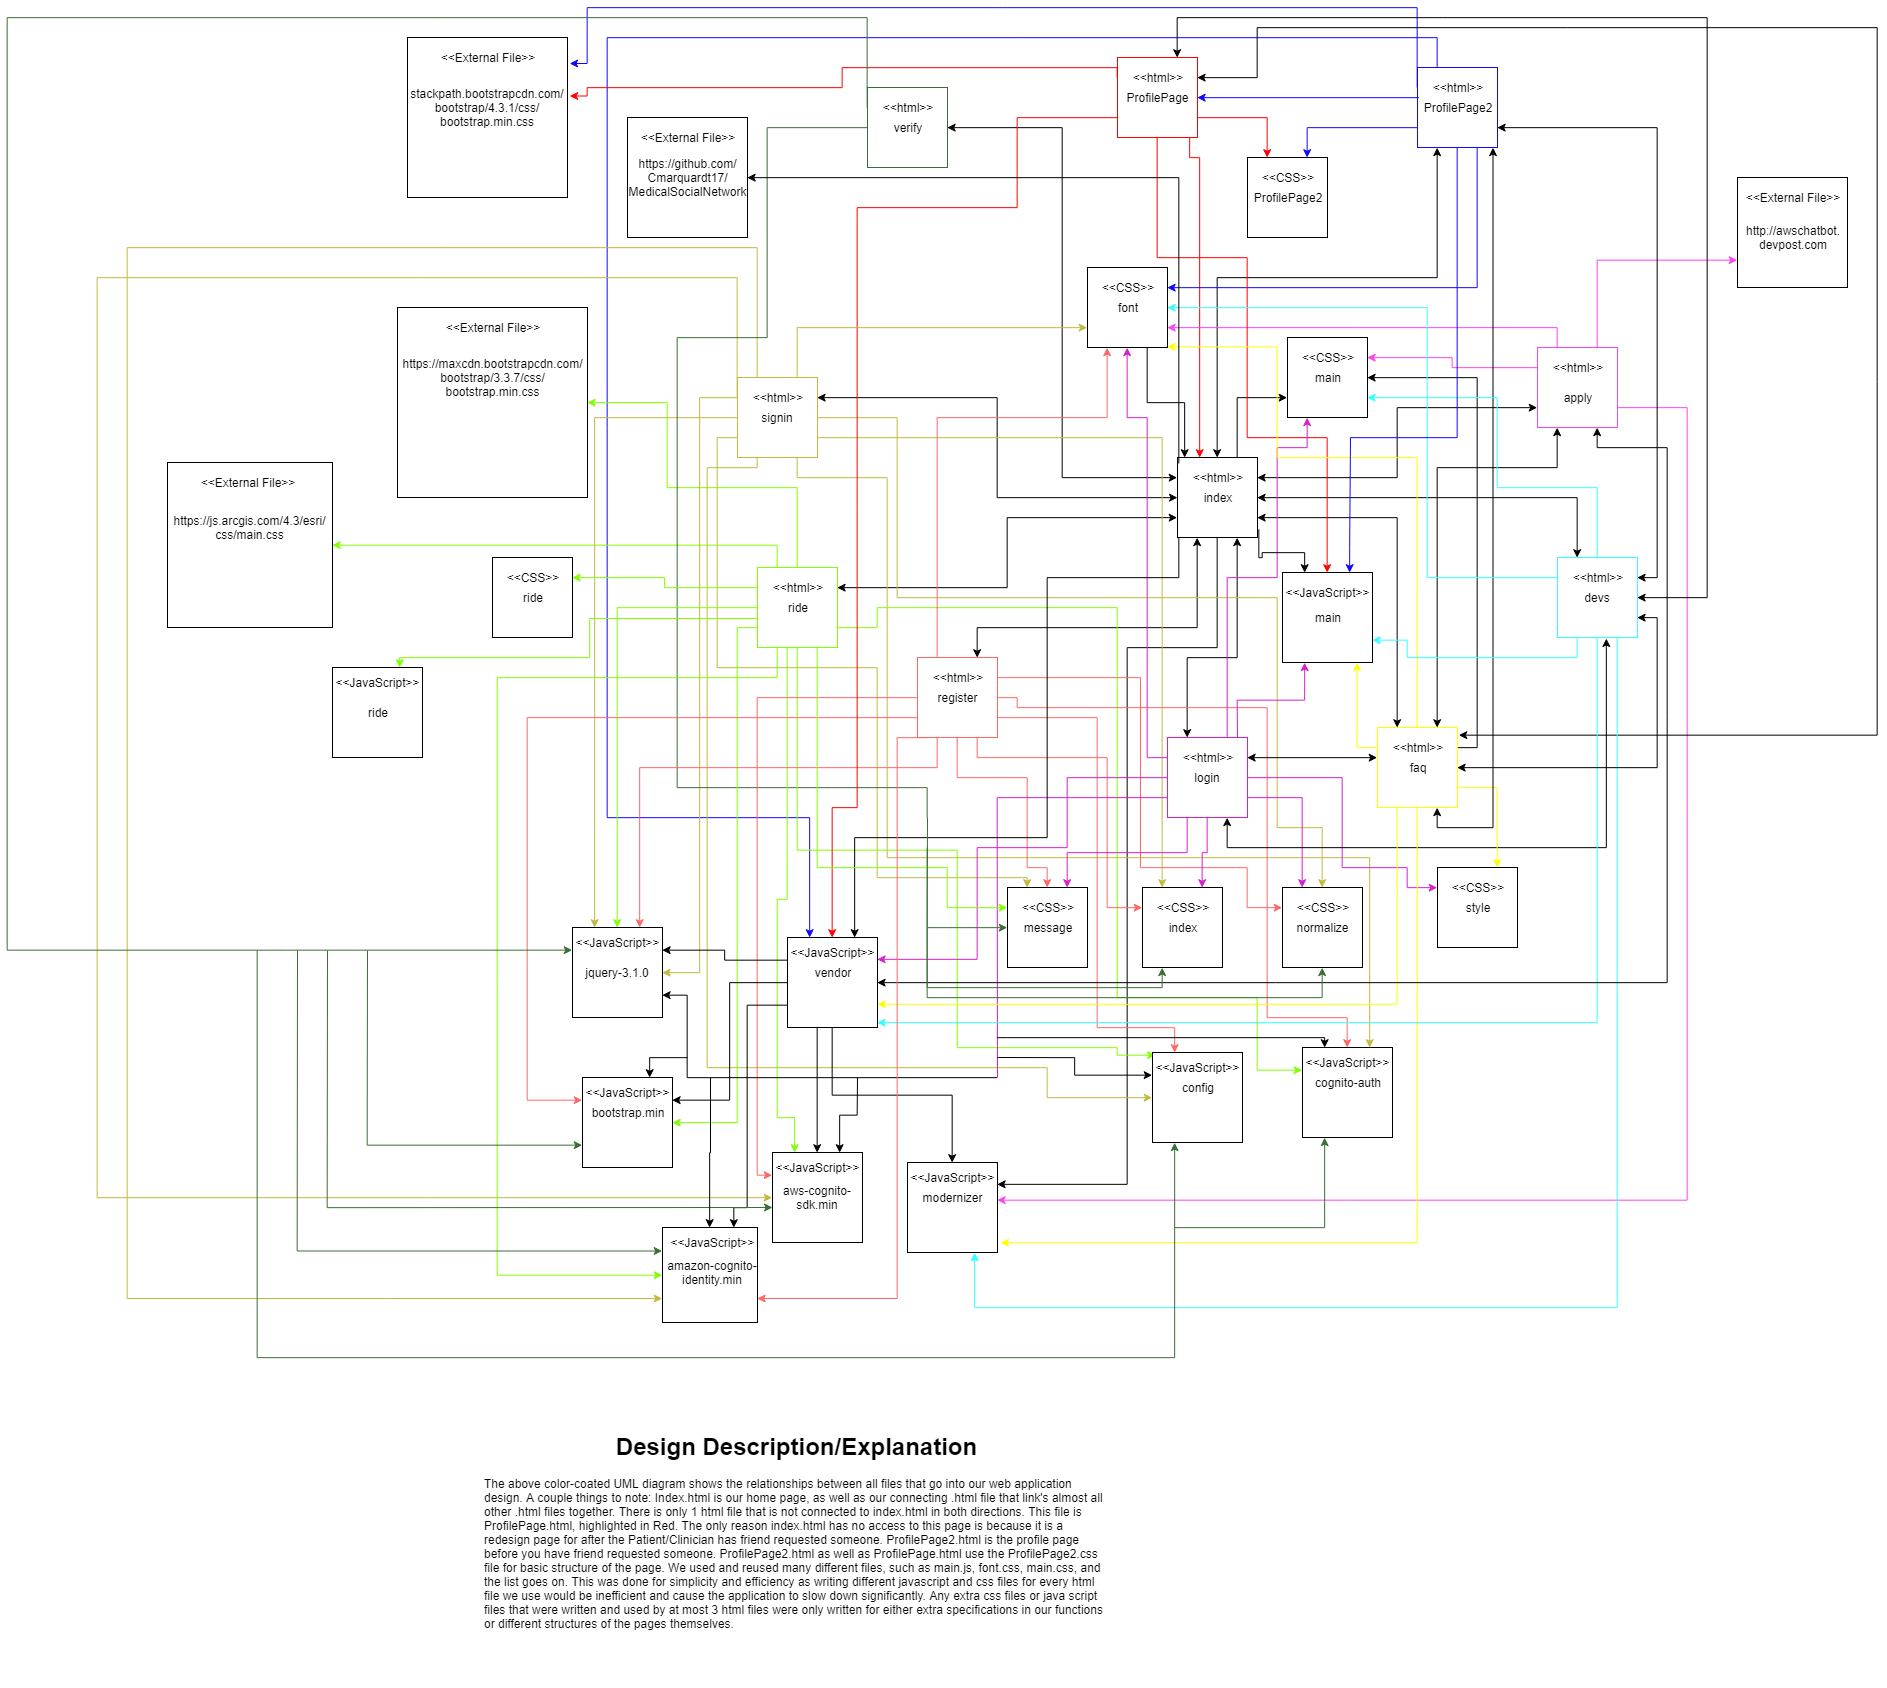 <<External File>>
stackpath.bootstrapcdn.com/
bootstrap/4.3.1/css/
bootstrap.min.css
<<html>>
ProfilePage
<<html>>
ProfilePage2
<<html>>
verify
<<External File>>
https://github.com/
Cmarquardt17/
MedicalSocialNetwork
<<CSS>>
ProfilePage2
<<External File>>
http://awschatbot.
devpost.com
<<CSS>>
font
<<External File>>
https://maxcdn.bootstrapcdn.com/
bootstrap/3.3.7/css/
bootstrap.min.css
<<CSS>>
main
<<html>>
apply
<<html>>
signin
<<External File>>
https://js.arcgis.com/4.3/esri/
css/main.css
<<html>>
index
<<CSS>>
ride
<<html>>
ride
<<JavaScript>>
main
<<html>>
devs
<<JavaScript>>
ride
<<html>>
register
<<html>>
login
<<html>>
faq
<<CSS>>
message
<<CSS>>
index
<<CSS>>
normalize
<<CSS>>
style
<<JavaScript>>
jquery-3.1.0
<<JavaScript>>
vendor
<<JavaScript>>
config
<<JavaScript>>
cognito-auth
<<JavaScript>>
bootstrap.min
<<JavaScript>>
aws-cognito-
sdk.min
<<JavaScript>>
modernizer
<<JavaScript>>
amazon-cognito-
identity.min
Design Description/Explanation
The above color-coated UML diagram shows the relationships between all files that go into our web application
design. A couple things to note: Index.html is our home page, as well as our connecting .html file that link's almost all
other .html files together. There is only 1 html file that is not connected to index.html in both directions. This file is
ProfilePage.html, highlighted in Red. The only reason index.html has no access to this page is because it is a
redesign page for after the Patient/Clinician has friend requested someone. ProfilePage2.html is the profile page
before you have friend requested someone. ProfilePage2.html as well as ProfilePage.html use the ProfilePage2.css
file for basic structure of the page. We used and reused many different files, such as main.js, font.css, main.css, and
the list goes on. This was done for simplicity and efficiency as writing different javascript and css files for every html
file we use would be inefficient and cause the application to slow down significantly. Any extra css files or java script
files that were written and used by at most 3 html files were only written for either extra specifications in our functions
or different structures of the pages themselves.